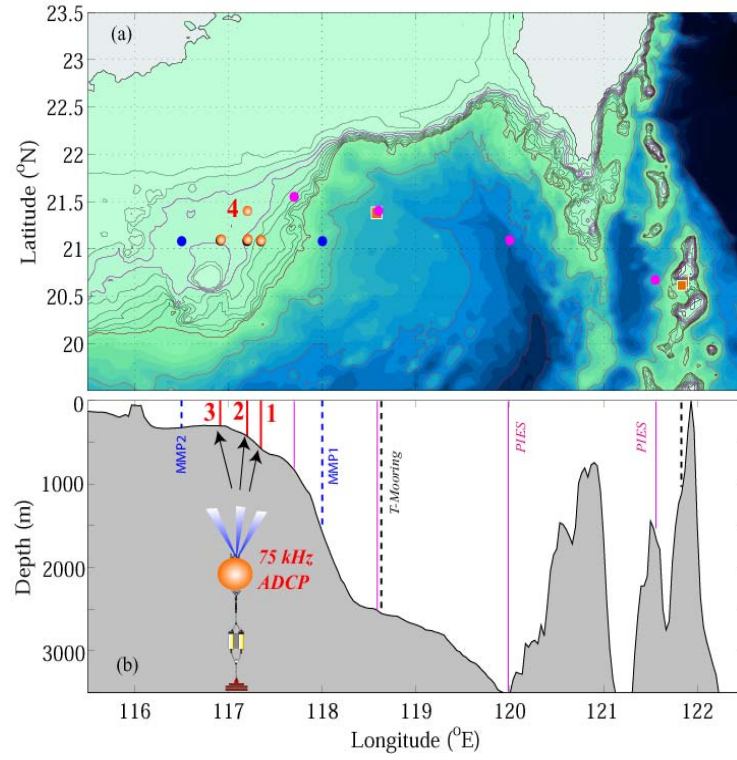 (a)
23.5
23
22.5
22
21.5
21
20.5
20
Latitude (°N)
4
0
1000
2000
3000
Depth (m)
3 2 1
MMP2
MMP1
T-Mooring
PIES
PIES
75 kHz
ADCP
(b)
116 117 118 119 120 121 122
Longitude (°E)